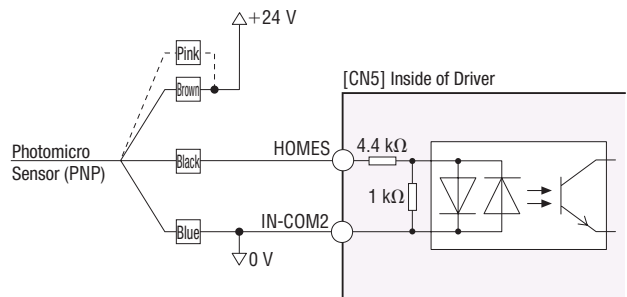 +24 V
Pink
Brown
[CN5] Inside of Driver
Photomicro
Sensor (PNP)
Black
HOMES
4.4 kΩ
1 kΩ
Blue
IN-COM2
0 V